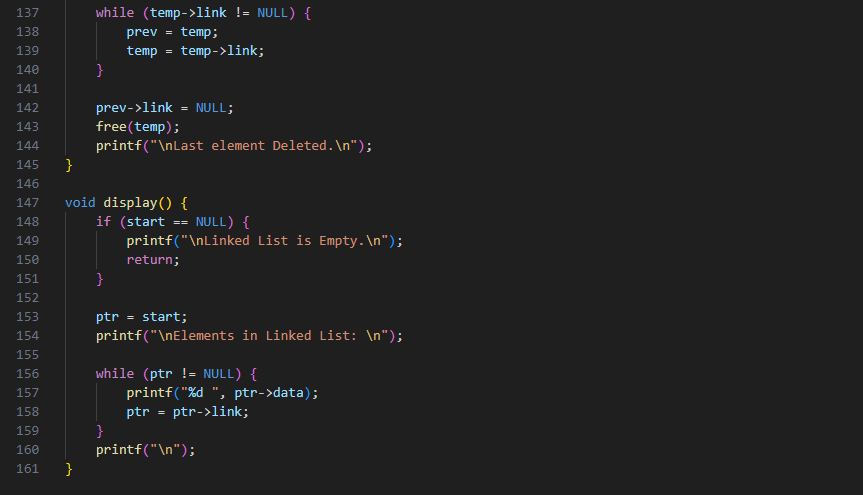 137 while (temp->link != NULL) {
138 prev = temp;
139 temp = temp->link;
140 }
141
142 prev->link = NULL;
143 free(temp);
144 printf("\nLast element Deleted.\n");
145 }
146
147 void display() {
148 if (start == NULL) {
149 printf("\nLinked List is Empty.\n");
150 return;
151 }
152
153 ptr = start;
154 printf("\nElements in Linked List: \n");
155
156 while (ptr != NULL) {
157 printf("%d ", ptr->data);
158 ptr = ptr->link;
159 }
160 printf("\n");
161 }